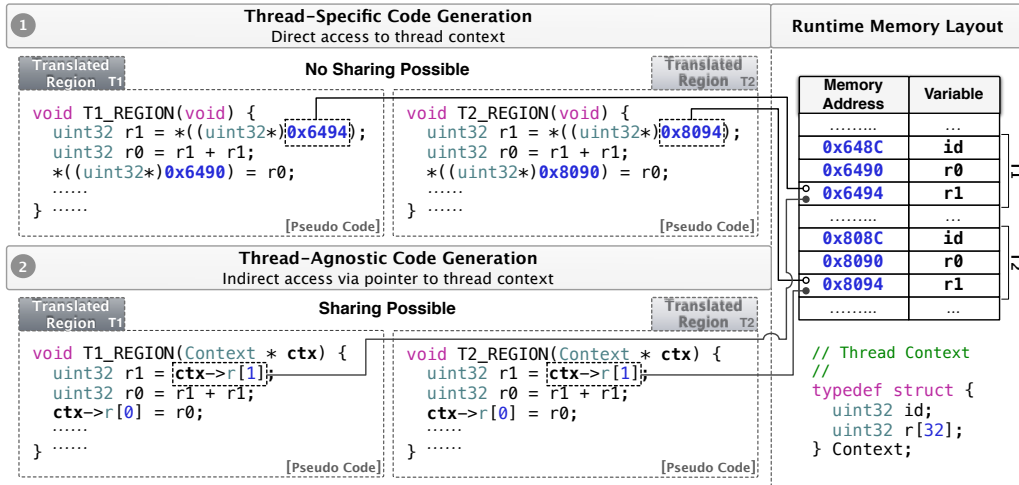 1
Thread-Specific Code Generation
Direct access to thread context
Translated
Region T1
No Sharing Possible
Translated
Region T2
void T1_REGION(void) {
uint32 r1 = *((uint32*)0x6494);
uint32 r0 = r1 + r1;
*((uint32*)0x6490) = r0;
......
} ......
[Pseudo Code]
void T2_REGION(void) {
uint32 r1 = *((uint32*)0x8094);
uint32 r0 = r1 + r1;
*((uint32*)0x8090) = r0;
......
} ......
[Pseudo Code]
2
Thread-Agnostic Code Generation
Indirect access via pointer to thread context
Translated
Region T1
Sharing Possible
Translated
Region T2
void T1_REGION(Context * ctx) {
uint32 r1 = ctx->r[1];
uint32 r0 = r1 + r1;
ctx->r[0] = r0;
......
} ......
[Pseudo Code]
void T2_REGION(Context * ctx) {
uint32 r1 = ctx->r[1];
uint32 r0 = r1 + r1;
ctx->r[0] = r0;
......
} ......
[Pseudo Code]
Runtime Memory Layout
Memory Address Variable
......... ...
0x648C id
0x6490 r0
0x6494 r1
T1
......... ...
0x808C id
0x8090 r0
0x8094 r1
T2
......... ...
// Thread Context
//
typedef struct {
uint32 id;
uint32 r[32];
} Context;